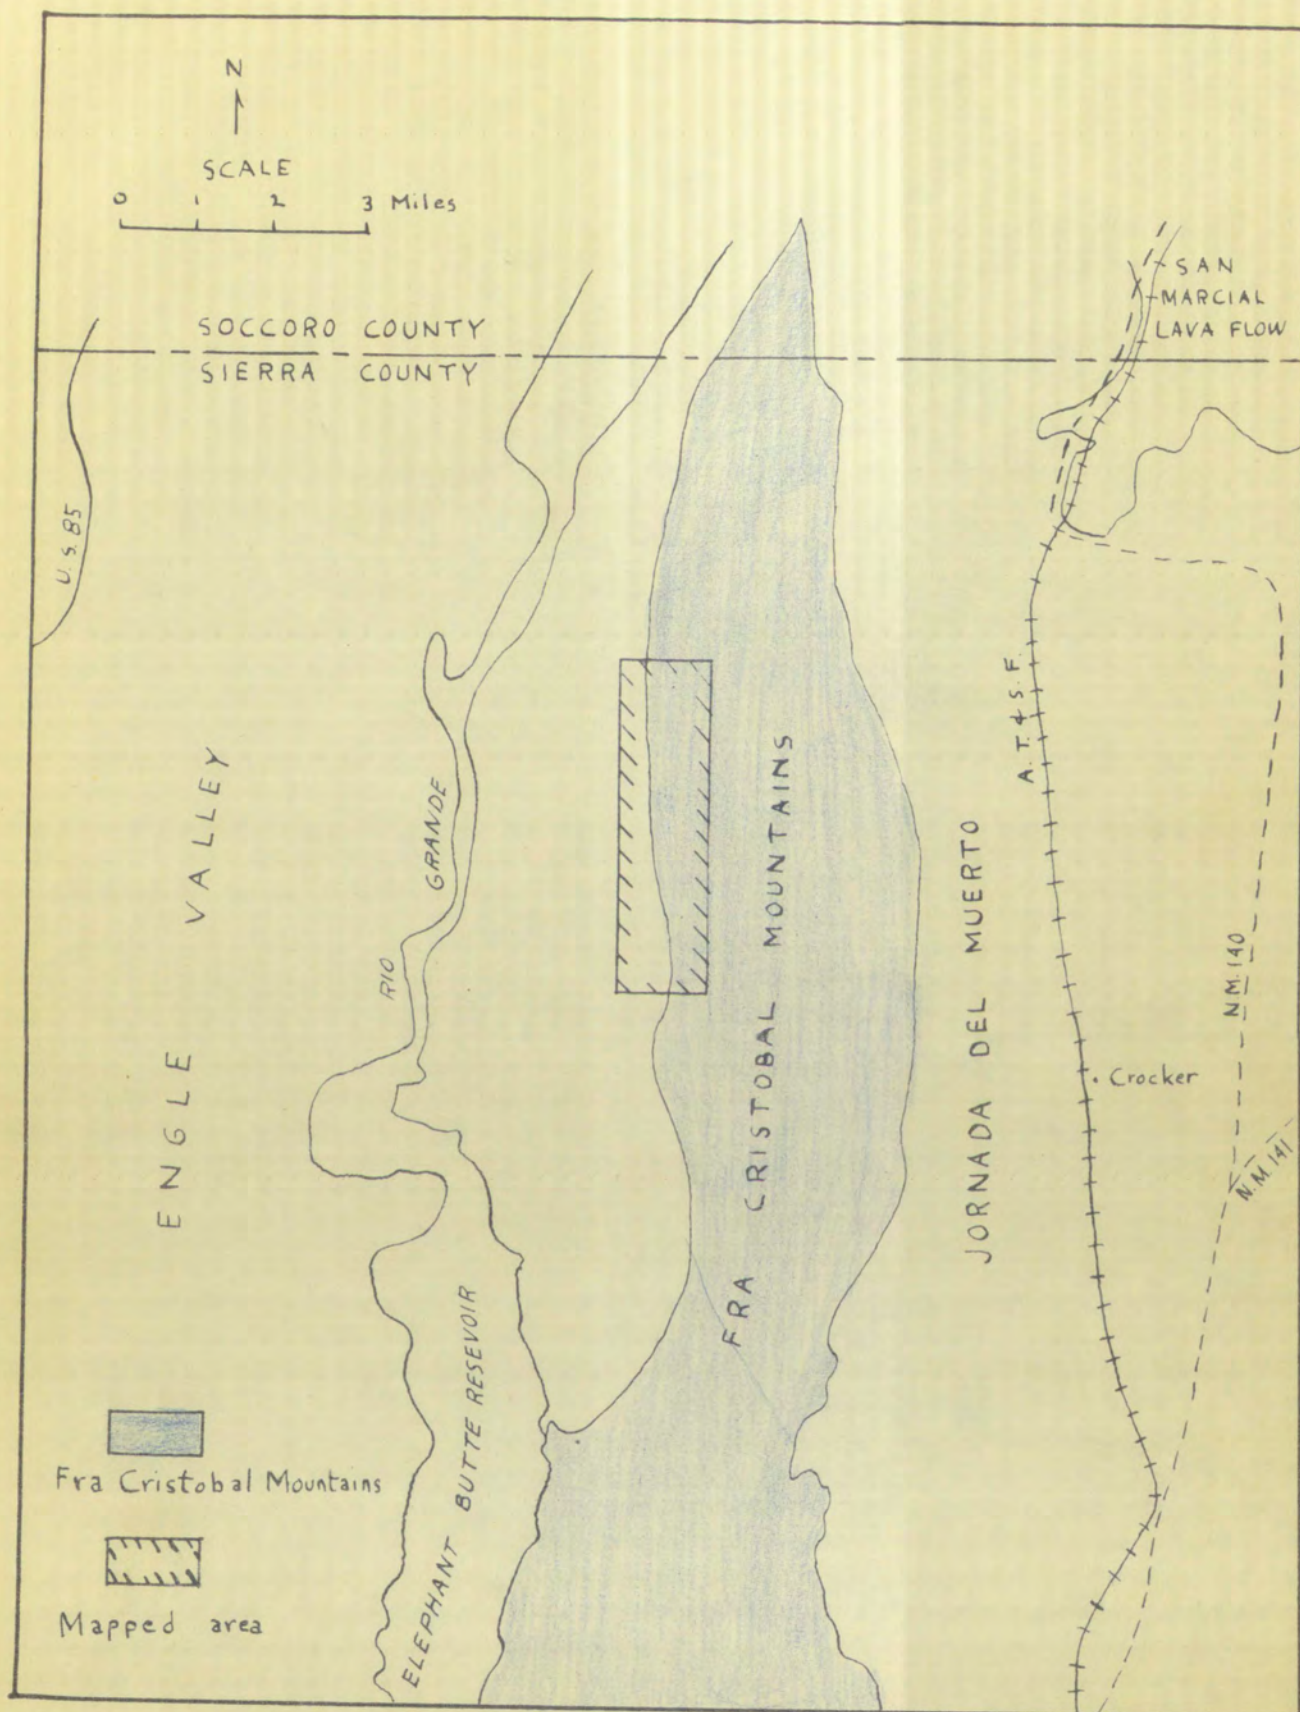 N
SCALE
0 1 2 3 Miles
SOCCORO COUNTY
SIERRA COUNTY
SAN
MARCIAL
LAVA FLOW
U.S. 85
ENGLE VALLEY
RIO GRANDE
FRA CRISTOBAL MOUNTAINS
JORNADA DEL MUERTO
A. T. & S. F.
N.M. 140
Crocker
N.M. 141
ELEPHANT BUTTE RESEVOIR
Fra Cristobal Mountains
Mapped area